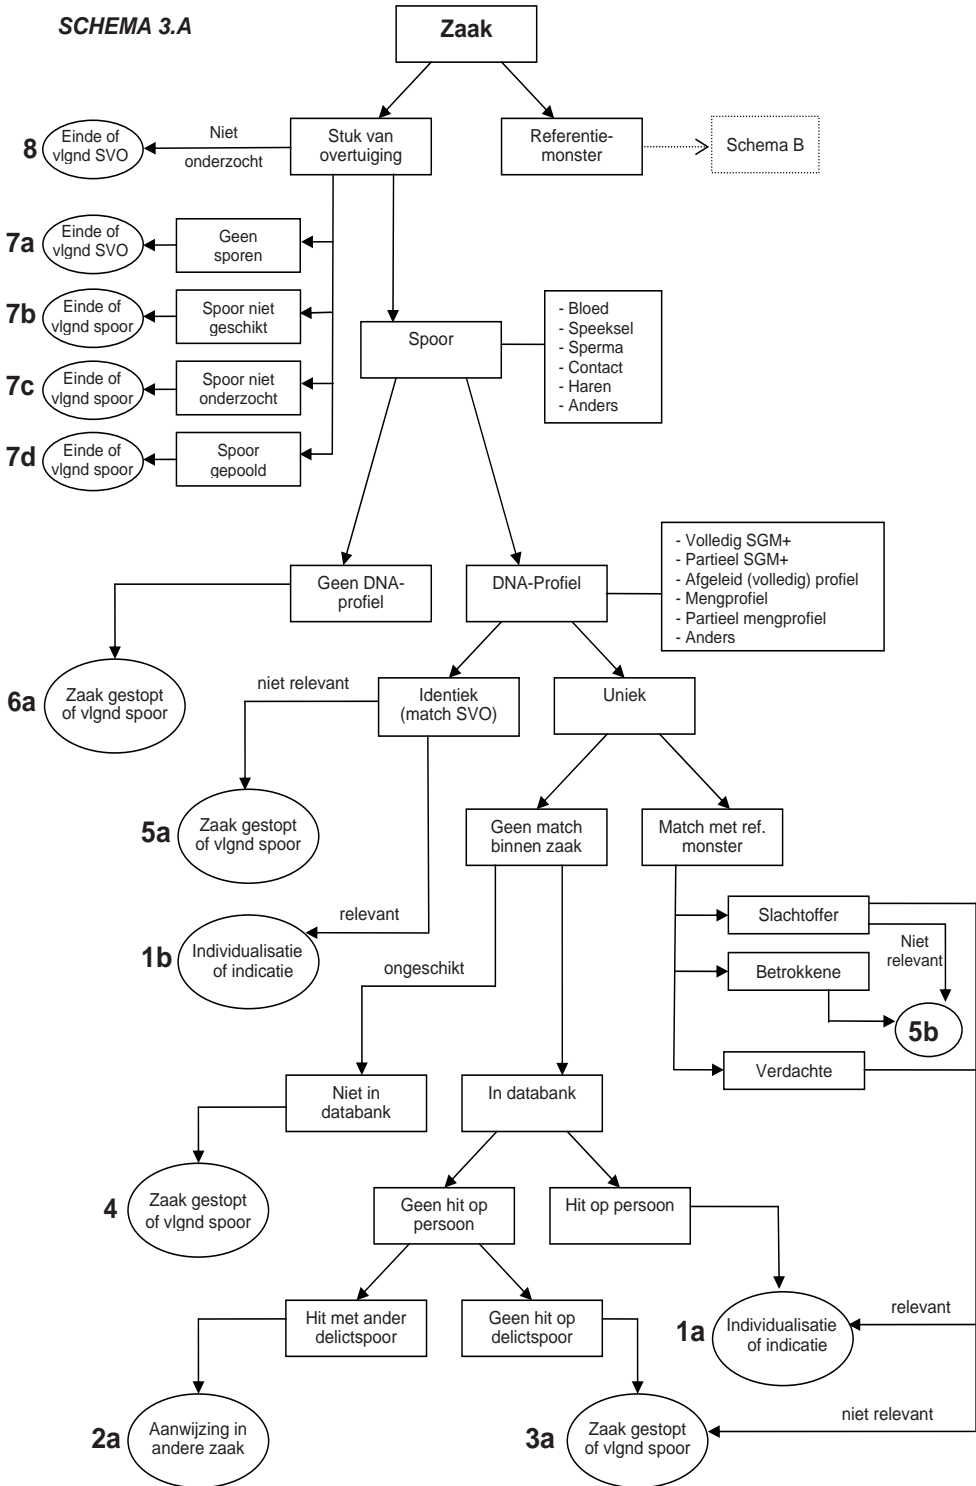 SCHEMA 3.A
Zaak
8
Einde of
vlgnd SVO
Niet
onderzocht
Stuk van
overtuiging
Referentie-
monster
Schema B
7a
Einde of
vlgnd SVO
Geen
sporen
7b
Einde of
vlgnd spoor
Spoor niet
geschikt
Spoor
- Bloed
- Speeksel
- Sperma
- Contact
- Haren
- Anders
7c
Einde of
vlgnd spoor
Spoor niet
onderzocht
7d
Einde of
vlgnd spoor
Spoor
gepoold
Geen DNA-
profiel
DNA-Profiel
- Volledig SGM+
- Partieel SGM+
- Afgeleid (volledig) profiel
- Mengprofiel
- Partieel mengprofiel
- Anders
6a
Zaak gestopt
of vlgnd spoor
niet relevant
Identiek
(match SVO)
Uniek
5a
Zaak gestopt
of vlgnd spoor
Geen match
binnen zaak
Match met ref.
monster
1b
Individualisatie
of indicatie
relevant
ongeschikt
Slachtoffer
Niet
relevant
Betrokkene
5b
Verdachte
Niet in
databank
In databank
4
Zaak gestopt
of vlgnd spoor
Geen hit op
persoon
Hit op persoon
Hit met ander
delictspoor
Geen hit op
delictspoor
1a
Individualisatie
of indicatie
relevant
2a
Aanwijzing in
andere zaak
3a
Zaak gestopt
of vlgnd spoor
niet relevant